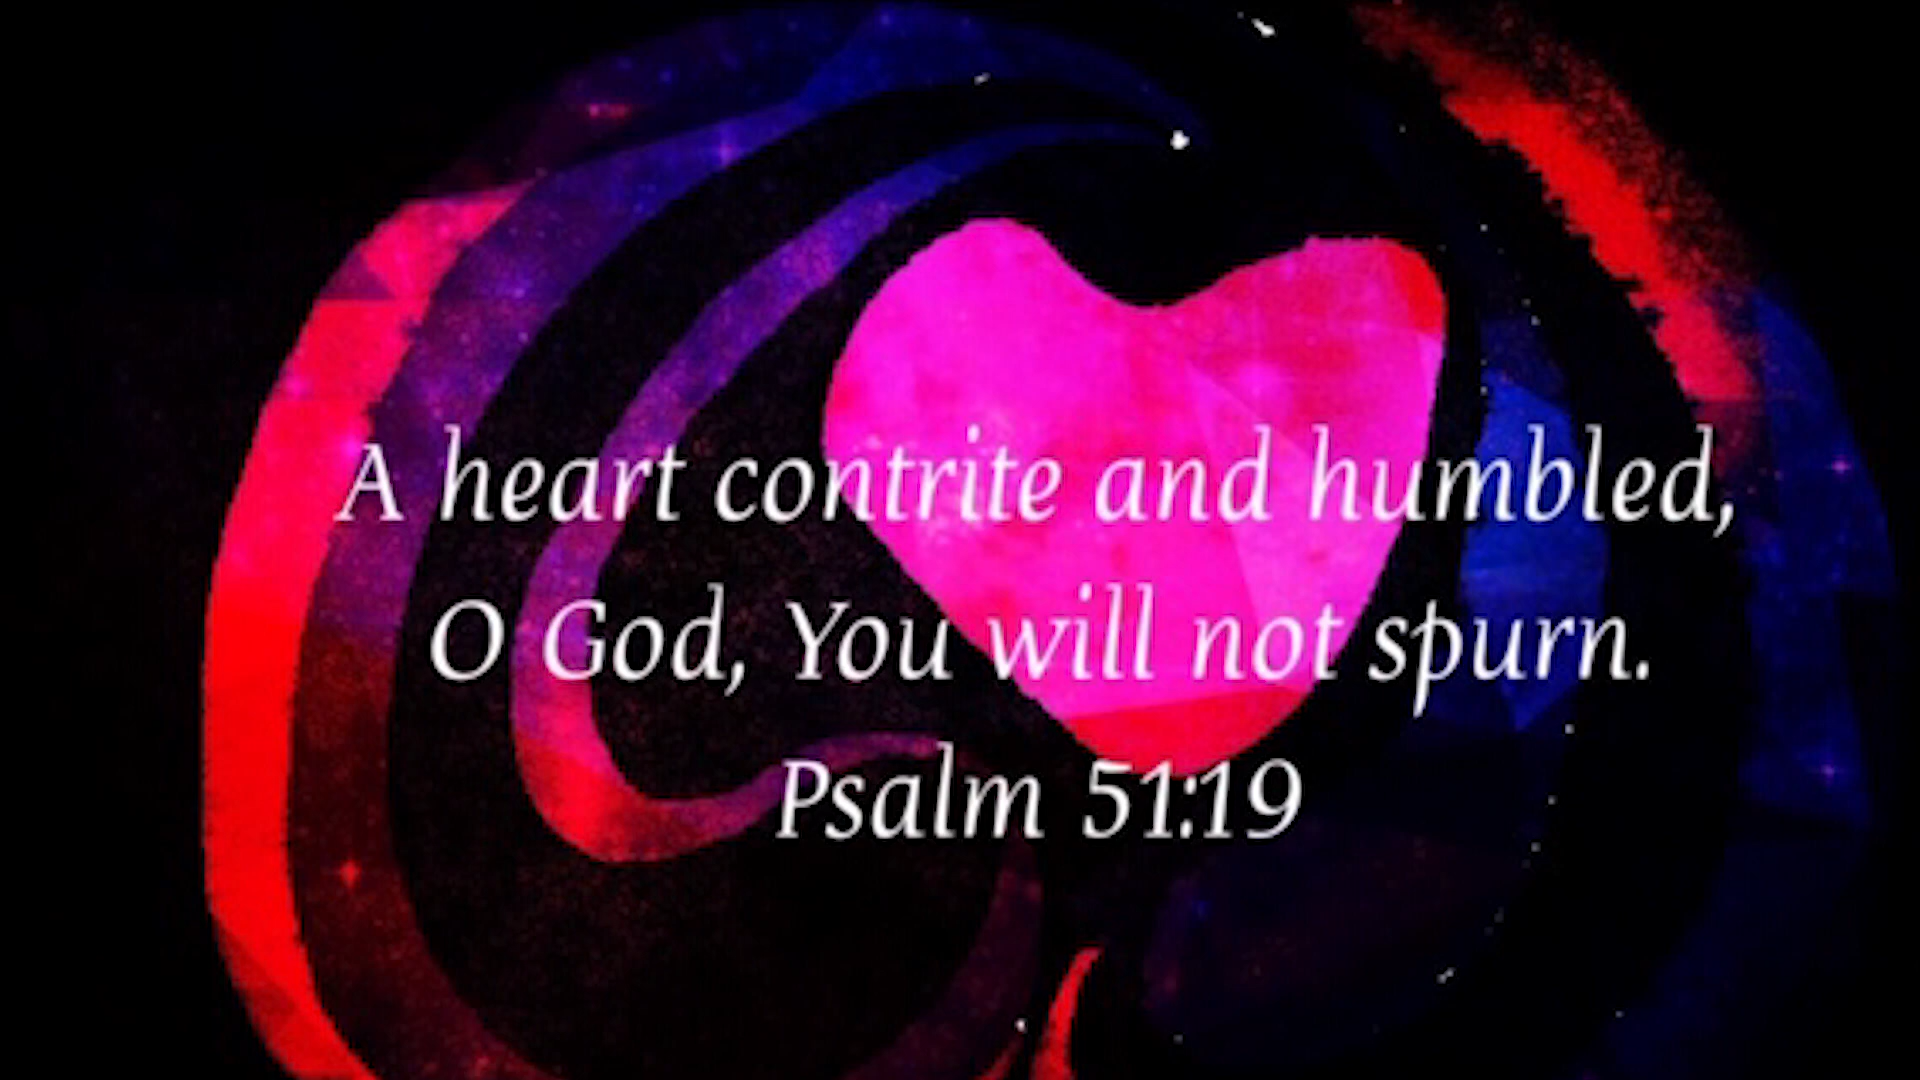 A heart contrite and humbled,
O God, You will not spurn.
Psalm 51:19